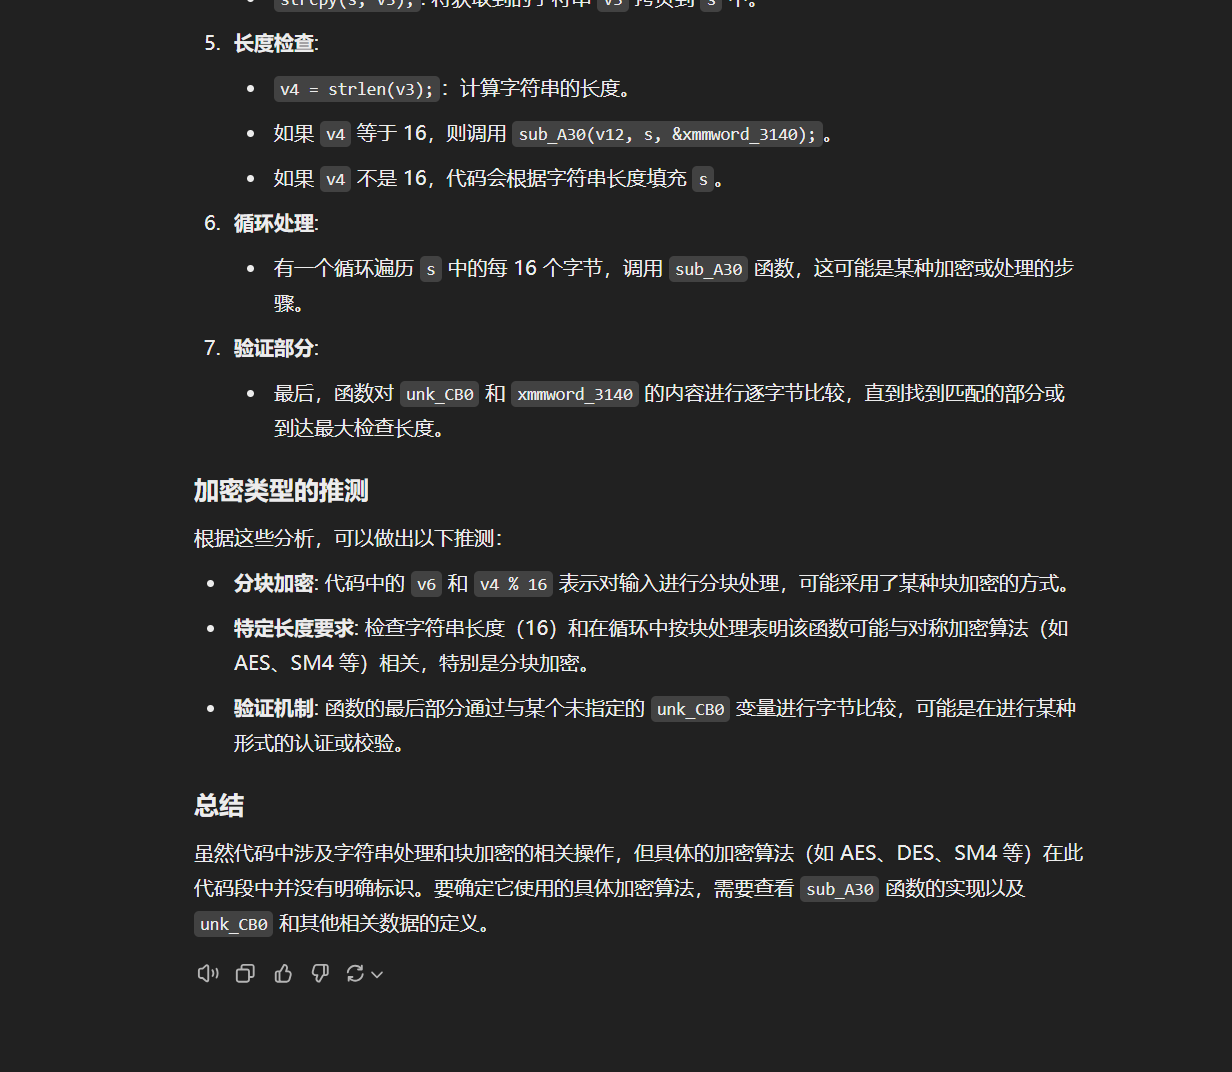 strcpy(s, v3);: 将获取到的字符串 v3 拷贝到 s 中。
5. 长度检查:
• v4 = strlen(v3);：计算字符串的长度。
• 如果 v4 等于 16，则调用 sub_A30(v12, s, &xmmword_3140);。
• 如果 v4 不是 16，代码会根据字符串长度填充 s。
6. 循环处理:
• 有一个循环遍历 s 中的每 16 个字节，调用 sub_A30 函数，这可能是某种加密或处理的步
骤。
7. 验证部分:
• 最后，函数对 unk_CB0 和 xmmword_3140 的内容进行逐字节比较，直到找到匹配的部分或
到达最大检查长度。
加密类型的推测
根据这些分析，可以做出以下推测：
• 分块加密: 代码中的 v6 和 v4 % 16 表示对输入进行分块处理，可能采用了某种块加密的方式。
• 特定长度要求: 检查字符串长度（16）和在循环中按块处理表明该函数可能与对称加密算法（如
AES、SM4 等）相关，特别是分块加密。
• 验证机制: 函数的最后部分通过与某个未指定的 unk_CB0 变量进行字节比较，可能是在进行某种
形式的认证或校验。
总结
虽然代码中涉及字符串处理和块加密的相关操作，但具体的加密算法（如 AES、DES、SM4 等）在此
代码段中并没有明确标识。要确定它使用的具体加密算法，需要查看 sub_A30 函数的实现以及
unk_CB0 和其他相关数据的定义。